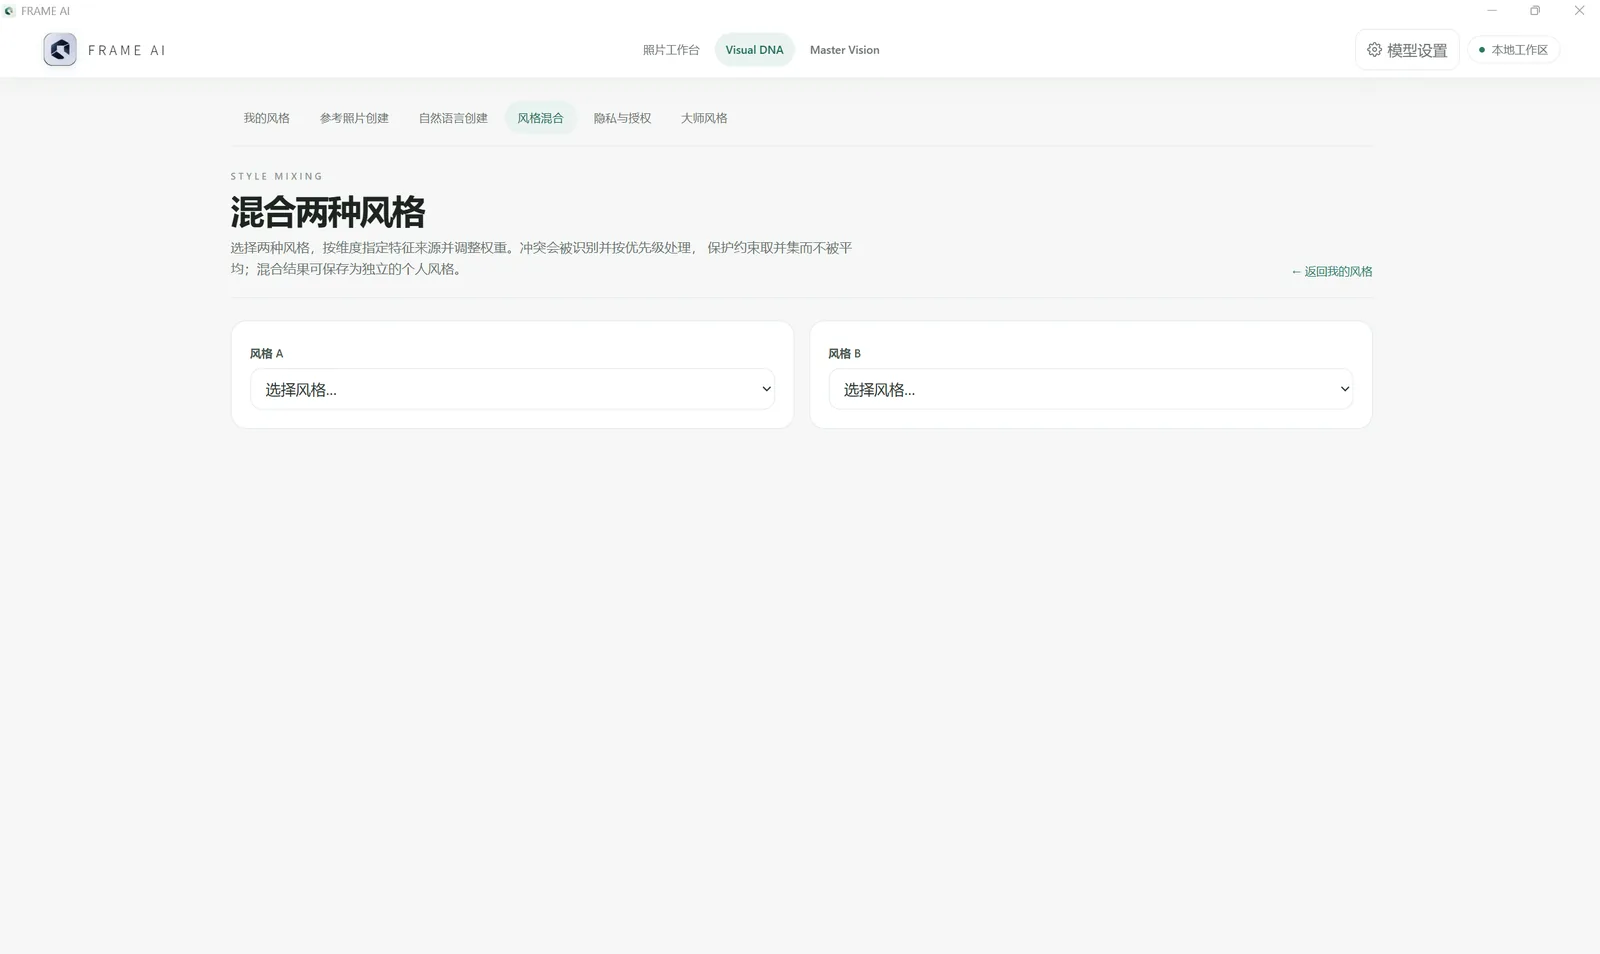 FRAME AI
FRAME AI
照片工作台
Visual DNA
Master Vision
模型设置
本地工作区
我的风格
参考照片创建
自然语言创建
风格混合
隐私与授权
大师风格
STYLE MIXING
混合两种风格
选择两种风格，按维度指定特征来源并调整权重。冲突会被识别并按优先级处理， 保护约束取并集而不被平
均；混合结果可保存为独立的个人风格。
← 返回我的风格
风格 A
选择风格...
风格 B
选择风格...